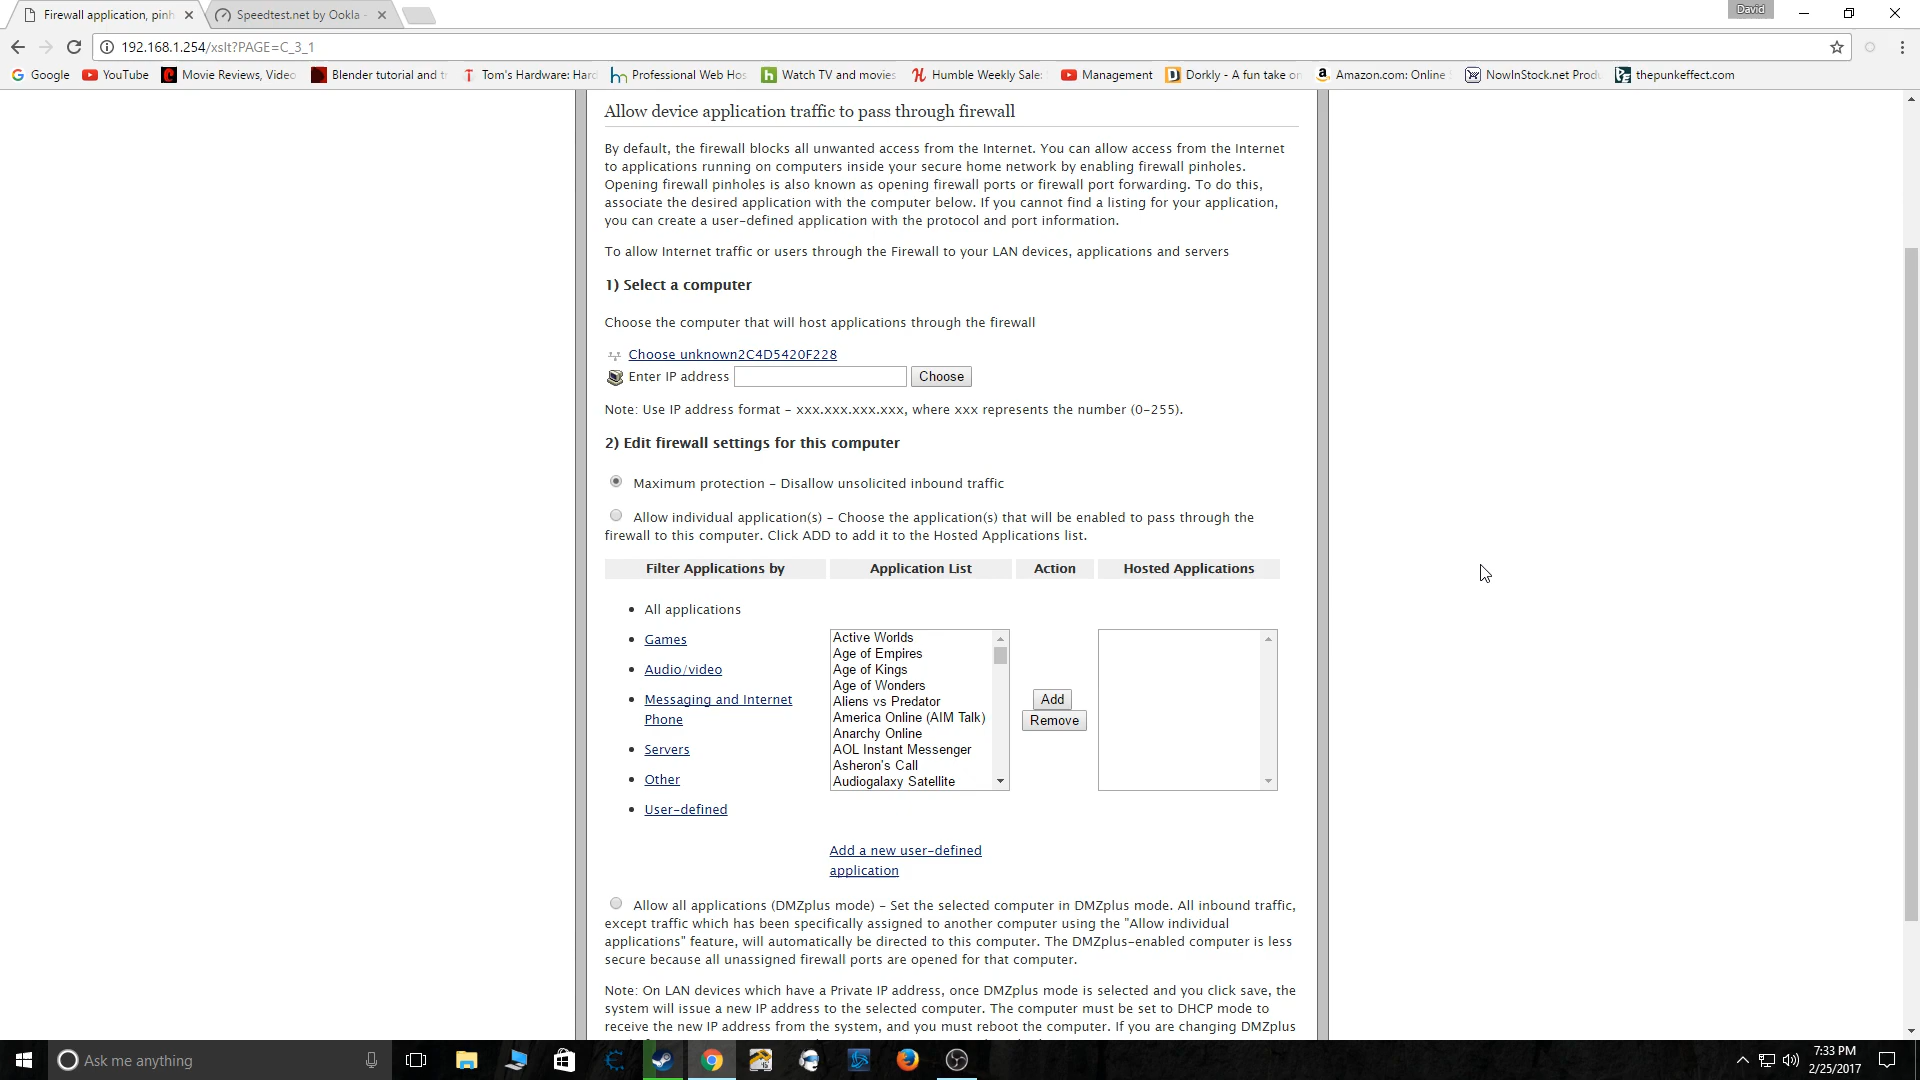 Firewall application, pinh
Speedtest.net by Ookla -
David
192.168.1.254/xslt?PAGE=C_3_1
Google
YouTube
Movie Reviews, Video
Blender tutorial and t
Tom's Hardware: Hard
Professional Web Hos
Watch TV and movies
Humble Weekly Sale:
Management
Dorkly - A fun take on
Amazon.com: Online
NowInStock.net Produ
thepunkeffect.com
Allow device application traffic to pass through firewall
By default, the firewall blocks all unwanted access from the Internet. You can allow access from the Internet
to applications running on computers inside your secure home network by enabling firewall pinholes.
Opening firewall pinholes is also known as opening firewall ports or firewall port forwarding. To do this,
associate the desired application with the computer below. If you cannot find a listing for your application,
you can create a user-defined application with the protocol and port information.
To allow Internet traffic or users through the Firewall to your LAN devices, applications and servers
1) Select a computer
Choose the computer that will host applications through the firewall
Choose unknown2C4D5420F228
Enter IP address
Choose
Note: Use IP address format - xxx.xxx.xxx.xxx, where xxx represents the number (0-255).
2) Edit firewall settings for this computer
Maximum protection - Disallow unsolicited inbound traffic
Allow individual application(s) - Choose the application(s) that will be enabled to pass through the
firewall to this computer. Click ADD to add it to the Hosted Applications list.
Filter Applications by
Application List
Action
Hosted Applications
All applications
Games
Audio/video
Messaging and Internet
Phone
Servers
Other
User-defined
Active Worlds
Age of Empires
Age of Kings
Age of Wonders
Aliens vs Predator
America Online (AIM Talk)
Anarchy Online
AOL Instant Messenger
Asheron's Call
Audiogalaxy Satellite
Add
Remove
Add a new user-defined
application
Allow all applications (DMZplus mode) - Set the selected computer in DMZplus mode. All inbound traffic,
except traffic which has been specifically assigned to another computer using the "Allow individual
applications" feature, will automatically be directed to this computer. The DMZplus-enabled computer is less
secure because all unassigned firewall ports are opened for that computer.
Note: On LAN devices which have a Private IP address, once DMZplus mode is selected and you click save, the
system will issue a new IP address to the selected computer. The computer must be set to DHCP mode to
receive the new IP address from the system, and you must reboot the computer. If you are changing DMZplus
Ask me anything
7:33 PM
2/25/2017